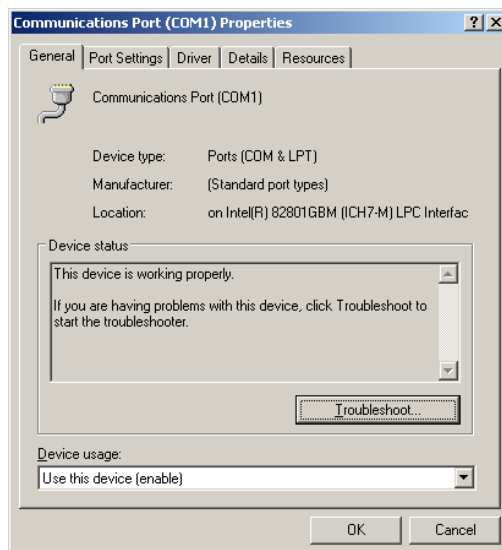 Communications Port (COM1) Properties
General Port Settings Driver Details Resources
Communications Port (COM1)
Device type: Ports (COM & LPT)
Manufacturer: (Standard port types)
Location: on Intel(R) 82801GBM (ICH7-M) LPC Interfac
Device status
This device is working properly.
If you are having problems with this device, click Troubleshoot to
start the troubleshooter.
Troubleshoot...
Device usage:
Use this device (enable)
OK Cancel